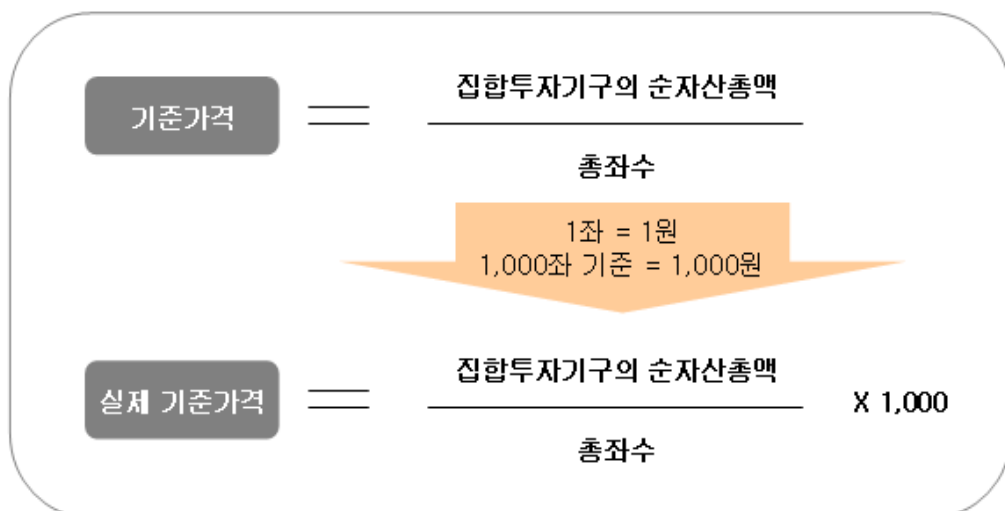 집합투자기구의 순자산총액
기준가격
총좌수
1좌 = 1원
1,000좌 기준 = 1,000원
집합투자기구의 순자산총액
실제 기준가격
X 1,000
총좌수